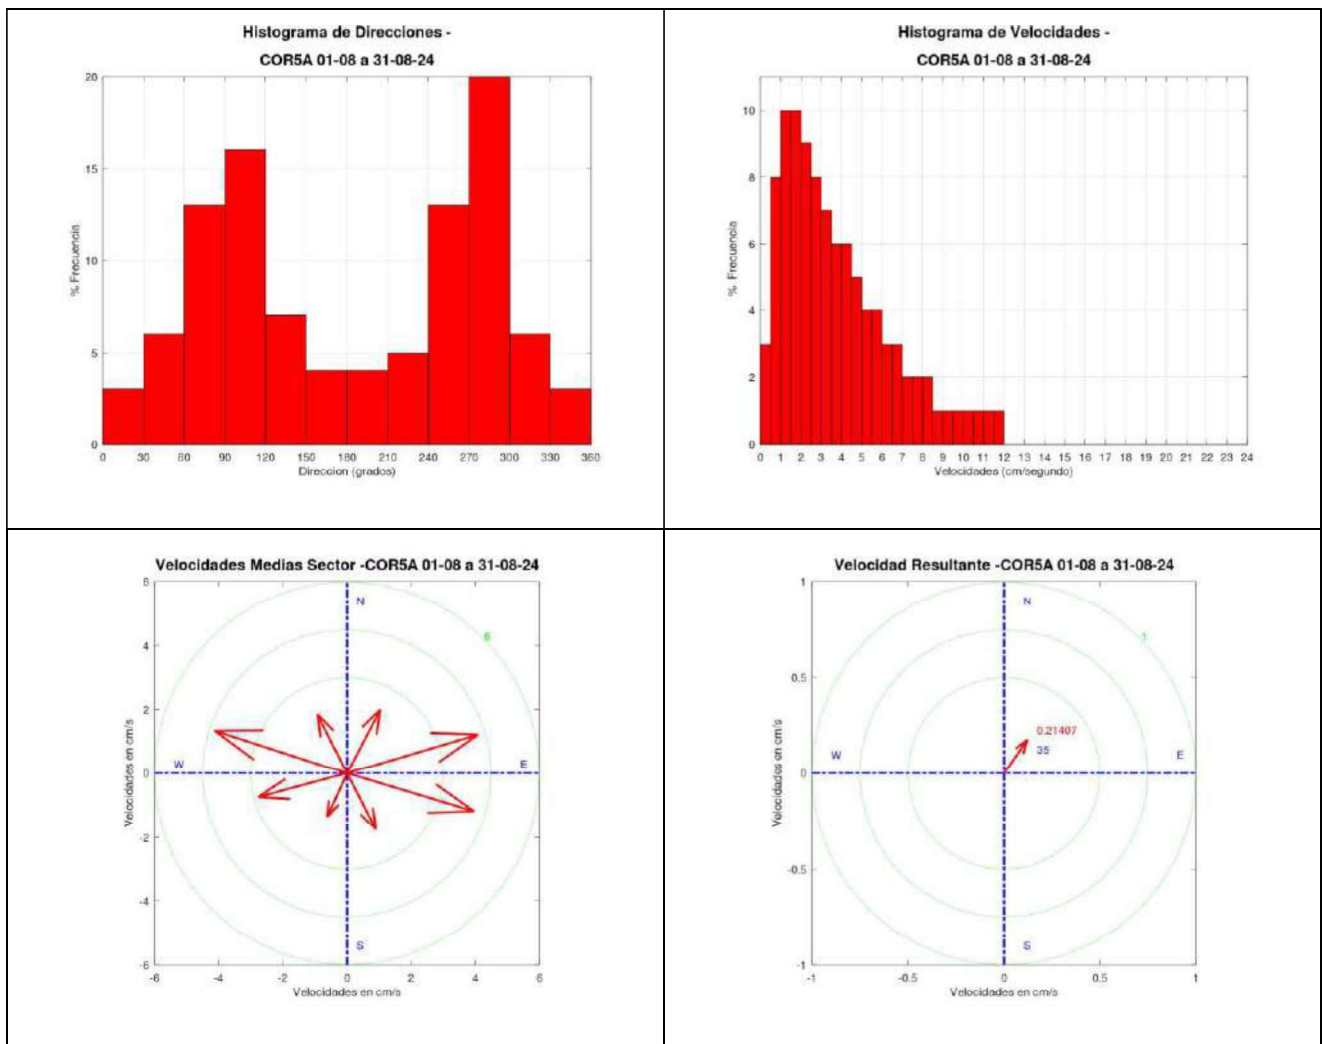 Histograma de Direcciones -
COR5A 01-08 a 31-08-24
20
15
10
5
0
% Frecuencia
0 30 60 90 120 150 180 210 240 270 300 330 360
Direccion (grados)
Histograma de Velocidades -
COR5A 01-08 a 31-08-24
10
8
6
4
2
0
% Frecuencia
0 1 2 3 4 5 6 7 8 9 10 11 12 13 14 15 16 17 18 19 20 21 22 23 24
Velocidades (cm/segundo)
Velocidades Medias Sector -COR5A 01-08 a 31-08-24
6
4
2
0
-2
-4
-6
Velocidades en cm/s
N
6
W
E
S
-6 -4 -2 0 2 4 6
Velocidades en cm/s
Velocidad Resultante -COR5A 01-08 a 31-08-24
1
0.5
0
-0.5
-1
Velocidades en cm/s
N
1
0.21407
35
W
E
S
-1 -0.5 0 0.5 1
Velocidades en cm/s